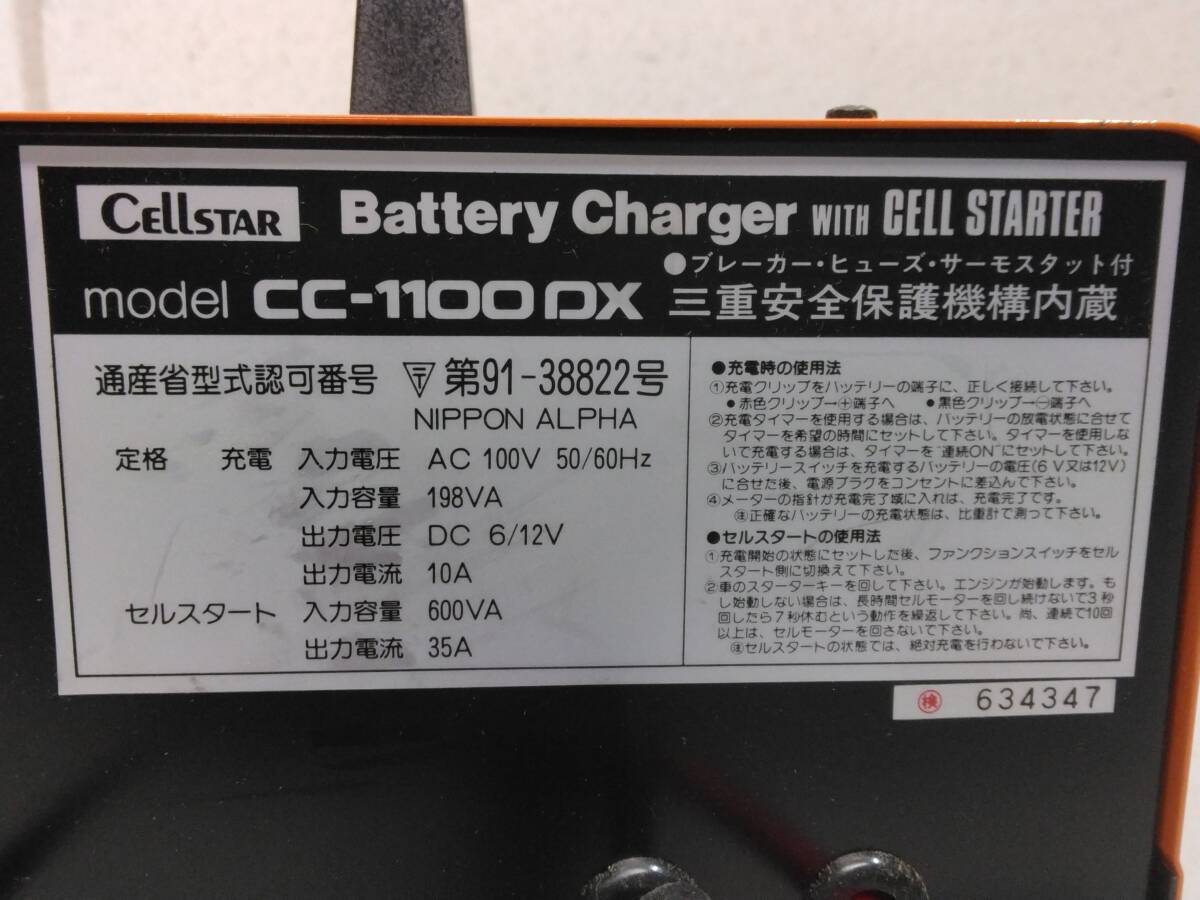 CELLSTAR Battery Charger WITH CELL STARTER
●ブレーカー・ヒューズ・サーモスタット付
model CC-1100DX 三重安全保護機構内蔵
通産省型式認可番号 第91-38822号
NIPPON ALPHA
定格 充電 入力電圧 AC 100V 50/60Hz
入力容量 198VA
出力電圧 DC 6/12V
出力電流 10A
セルスタート 入力容量 600VA
出力電流 35A
●充電時の使用法
①充電クリップをバッテリーの端子に、正しく接続して下さい。
●赤色クリップ→⊕端子へ ●黒色クリップ→⊖端子へ
②充電タイマーを使用する場合は、バッテリーの放電状態に合せて
タイマーを希望の時間にセットして下さい。タイマーを使用しな
いで充電する場合は、タイマーを"連続ON"にセットして下さい。
③バッテリースイッチを充電するバッテリーの電圧(6 V又は12V)
に合せた後、電源プラグをコンセントに差込んで下さい。
④メーターの指針が充電完了域に入れは、充電完了です。
㊟正確なバッテリーの充電状態は、比重計で測って下さい。
●セルスタートの使用法
①充電開始の状態にセットした後、ファンクションスイッチをセル
スタート側に切換えて下さい。
②車のスターターキーを回して下さい。エンジンが始動します。も
し始動しない場合は、長時間セルモーターを回し続けないで3秒
回したら7秒休むという動作を繰返して下さい。尚、連続で10回
以上は、セルモーターを回さないで下さい。
㊟セルスタートの状態では、絶対充電を行わないで下さい。
検 634347